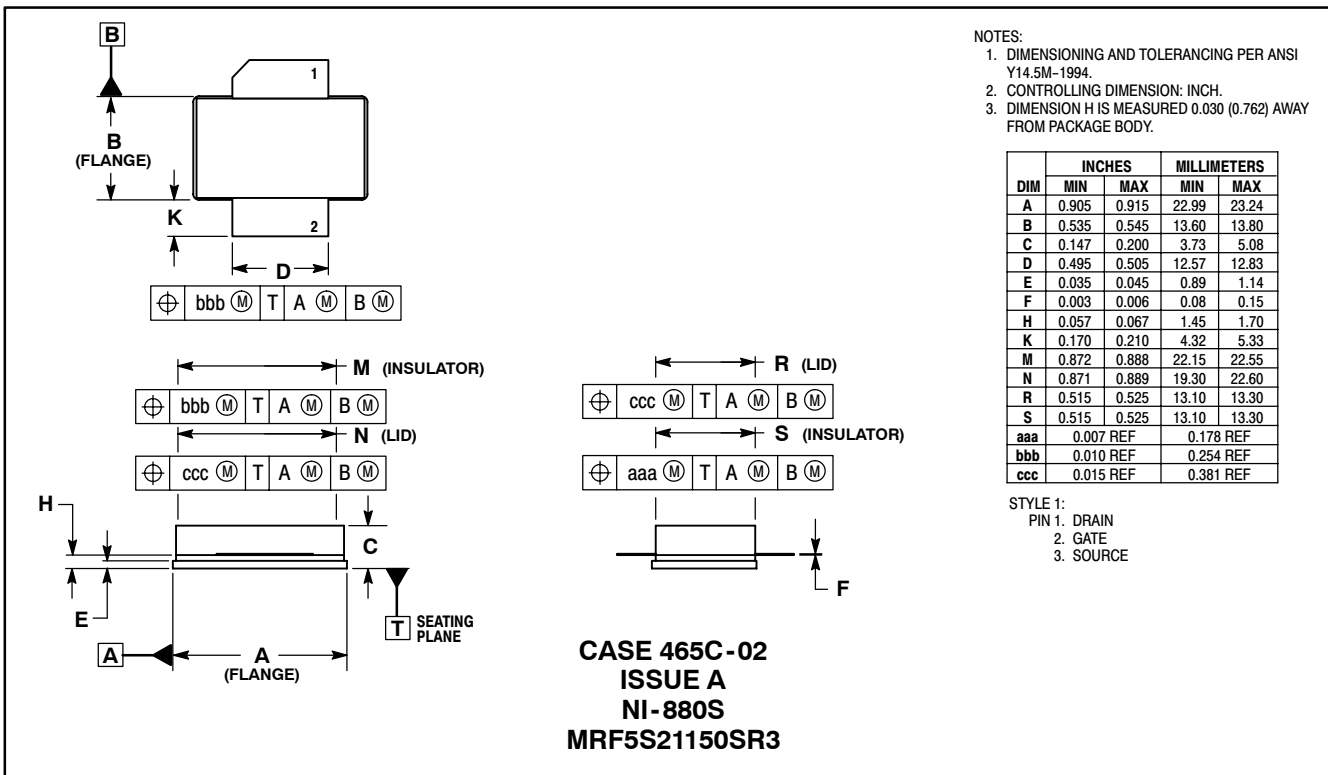 B
1
B
(FLANGE)
K
2
D
⌖ bbb Ⓜ T A Ⓜ B Ⓜ
M (INSULATOR)
⌖ bbb Ⓜ T A Ⓜ B Ⓜ
N (LID)
⌖ ccc Ⓜ T A Ⓜ B Ⓜ
H
C
E
T SEATING
PLANE
A
A
(FLANGE)
R (LID)
⌖ ccc Ⓜ T A Ⓜ B Ⓜ
S (INSULATOR)
⌖ aaa Ⓜ T A Ⓜ B Ⓜ
F
CASE 465C-02
ISSUE A
NI-880S
MRF5S21150SR3
NOTES:
1. DIMENSIONING AND TOLERANCING PER ANSI
Y14.5M-1994.
2. CONTROLLING DIMENSION: INCH.
3. DIMENSION H IS MEASURED 0.030 (0.762) AWAY
FROM PACKAGE BODY.
INCHES MILLIMETERS
DIM MIN MAX MIN MAX
A 0.905 0.915 22.99 23.24
B 0.535 0.545 13.60 13.80
C 0.147 0.200 3.73 5.08
D 0.495 0.505 12.57 12.83
E 0.035 0.045 0.89 1.14
F 0.003 0.006 0.08 0.15
H 0.057 0.067 1.45 1.70
K 0.170 0.210 4.32 5.33
M 0.872 0.888 22.15 22.55
N 0.871 0.889 19.30 22.60
R 0.515 0.525 13.10 13.30
S 0.515 0.525 13.10 13.30
aaa 0.007 REF 0.178 REF
bbb 0.010 REF 0.254 REF
ccc 0.015 REF 0.381 REF
STYLE 1:
PIN 1. DRAIN
2. GATE
3. SOURCE